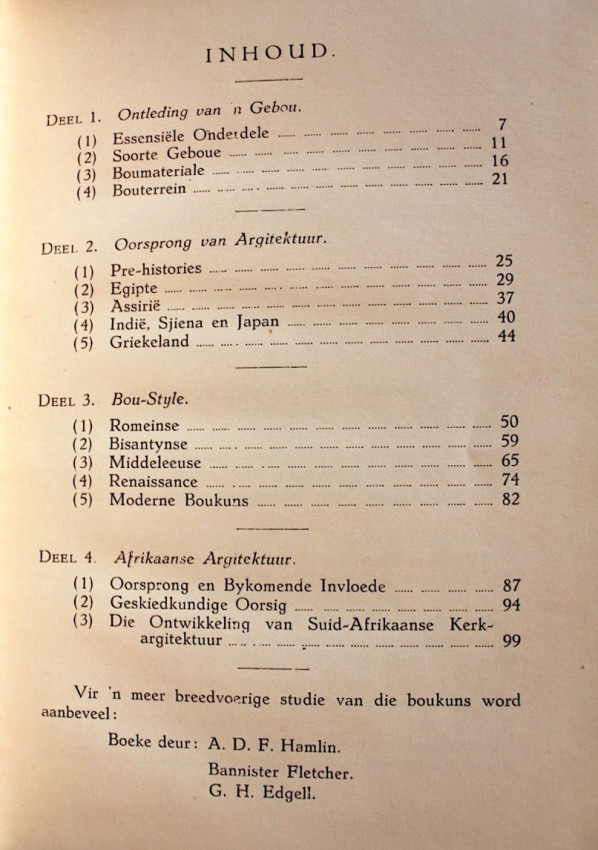 INHOUD.
DEEL 1. Ontleding van 'n Gebou.
(1) Essensiële Onderdele ........ 7
(2) Soorte Geboue ........ 11
(3) Boumateriale ........ 16
(4) Bouterrein ........ 21
DEEL 2. Oorsprong van Argitektuur.
(1) Pre-histories ........ 25
(2) Egipte ........ 29
(3) Assirië ........ 37
(4) Indië, Sjiena en Japan ........ 40
(5) Griekeland ........ 44
DEEL 3. Bou-Style.
(1) Romeinse ........ 50
(2) Bisantynse ........ 59
(3) Middeleeuse ........ 65
(4) Renaissance ........ 74
(5) Moderne Boukuns ........ 82
DEEL 4. Afrikaanse Argitektuur.
(1) Oorsprong en Bykomende Invloede ........ 87
(2) Geskiedkundige Oorsig ........ 94
(3) Die Ontwikkeling van Suid-Afrikaanse Kerk-
argitektuur ........ 99
Vir 'n meer breedvoerige studie van die boukuns word
aanbeveel:
Boeke deur: A. D. F. Hamlin.
Bannister Fletcher.
G. H. Edgell.